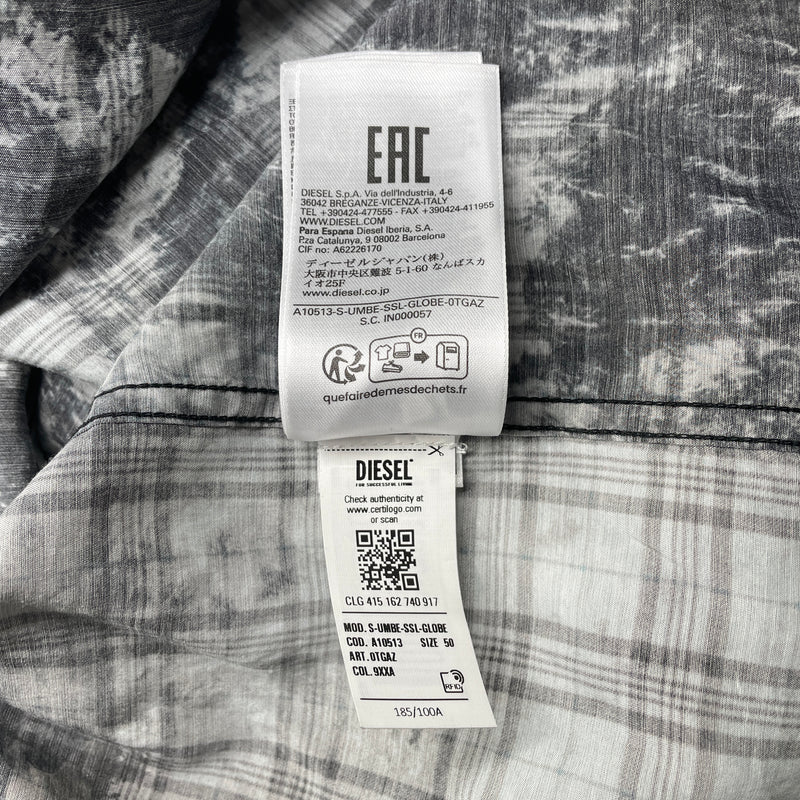 EAC
DIESEL S.p.A. Via dell'Industria, 4-6
36042 BREGANZE-VICENZA-ITALY
TEL +390424-477555 - FAX +390424-411955
WWW.DIESEL.COM
Para Espana Diesel Iberia, S.A.
Pza Catalunya, 9 08002 Barcelona
CIF no: A62226170
ディーゼルジャパン(株)
大阪市中央区難波 5-1-60 なんばスカ
イオ25F
www.diesel.co.jp
A10513-S-UMBE-SSL-GLOBE-0TGAZ
S.C. IN000057
FR
quefairedemesdechets.fr
DIESEL
FOR SUCCESSFUL LIVING
Check authenticity at
www.certilogo.com
or scan
CLG 415 162 740 917
MOD. S-UMBE-SSL-GLOBE
COD. A10513 SIZE 50
ART. 0TGAZ
COL. 9XXA
RFID
185/100A